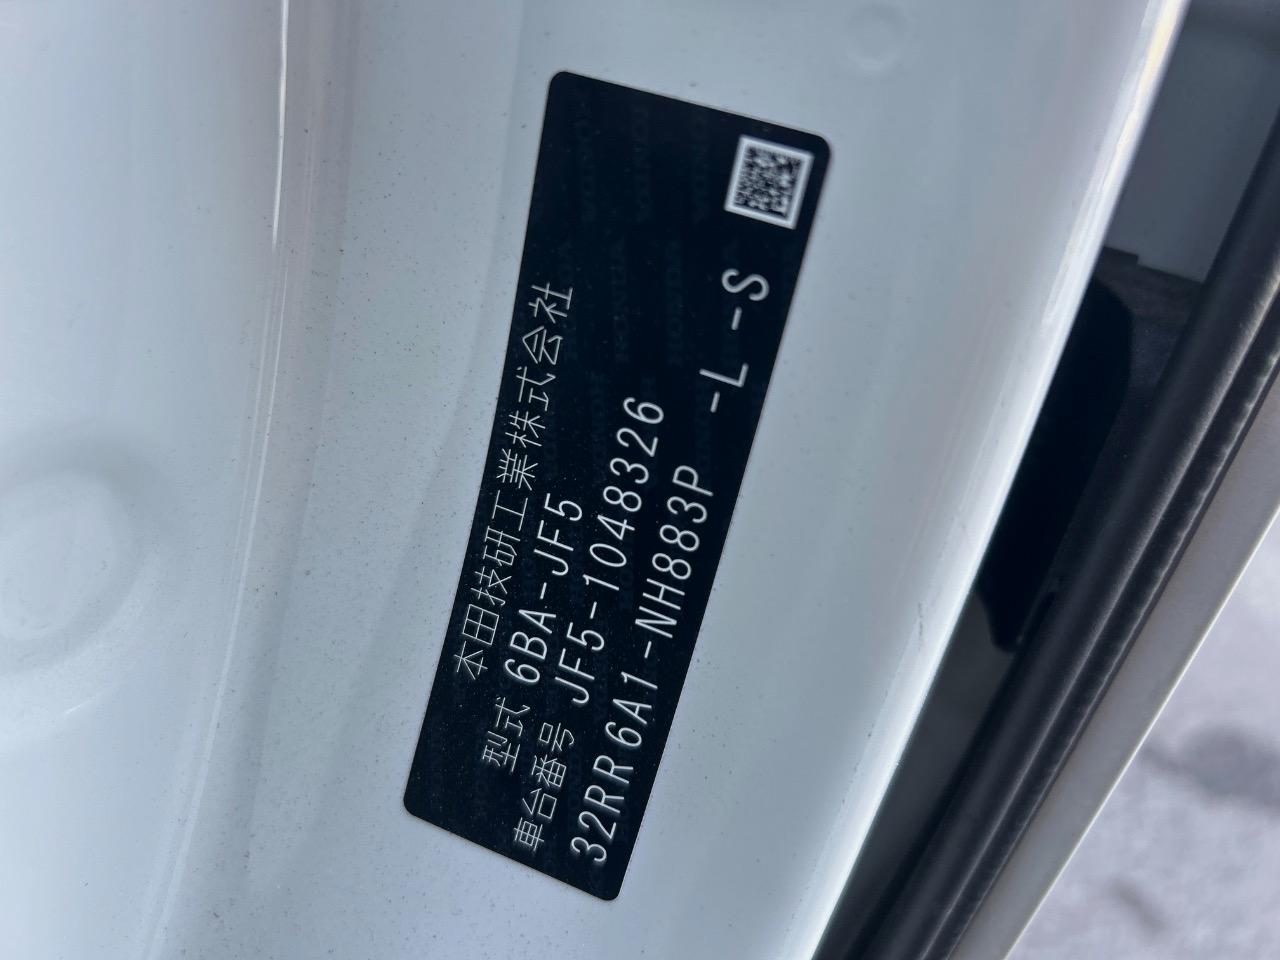 本田技研工業株式会社
型式 6BA-JF5
車台番号 JF5-1048326
32RR6A1-NH883P -L-S